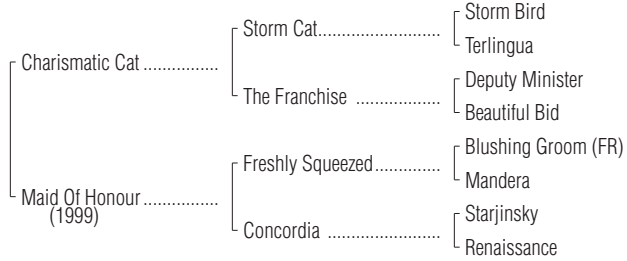 Storm Bird
Storm Cat
Terlingua
Charismatic Cat
Deputy Minister
The Franchise
Beautiful Bid
Blushing Groom (FR)
Freshly Squeezed
Mandera
Maid Of Honour
(1999)
Starjinsky
Concordia
Renaissance